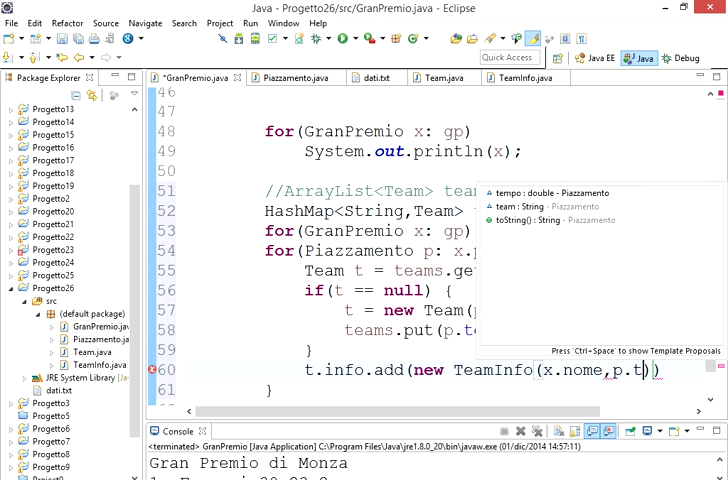 Java - Progetto26/src/GranPremio.java - Eclipse
File Edit Source Refactor Navigate Search Project Run Window Help
Quick Access
Java EE
Java
Debug
Package Explorer
*GranPremio.java
Piazzamento.java
dati.txt
Team.java
TeamInfo.java
Progetto13
Progetto14
Progetto15
Progetto16
Progetto17
Progetto18
Progetto19
Progetto2
Progetto20
Progetto21
Progetto22
Progetto23
Progetto24
Progetto25
Progetto26
src
(default package)
GranPremio.jav
Piazzamento.ja
Team.java
TeamInfo.java
JRE System Library [
dati.txt
Progetto3
Progetto5
Progetto6
Progetto7
Progetto8
Progetto9
46
47
48 for(GranPremio x: gp)
49 System.out.println(x);
50
51 //ArrayList<Team> team
52 HashMap<String,Team>
53 for(GranPremio x: gp)
54 for(Piazzamento p: x.p
55 Team t = teams.get
56 if(t == null) {
57 t = new Team(p
58 teams.put(p.te
59 }
60 t.info.add(new TeamInfo(x.nome,p.t))
61 }
tempo : double - Piazzamento
team : String - Piazzamento
toString() : String - Piazzamento
Press 'Ctrl+Space' to show Template Proposals
Console
<terminated> GranPremio [Java Application] C:\Program Files\Java\jre1.8.0_20\bin\javaw.exe (01/dic/2014 14:57:11)
Gran Premio di Monza